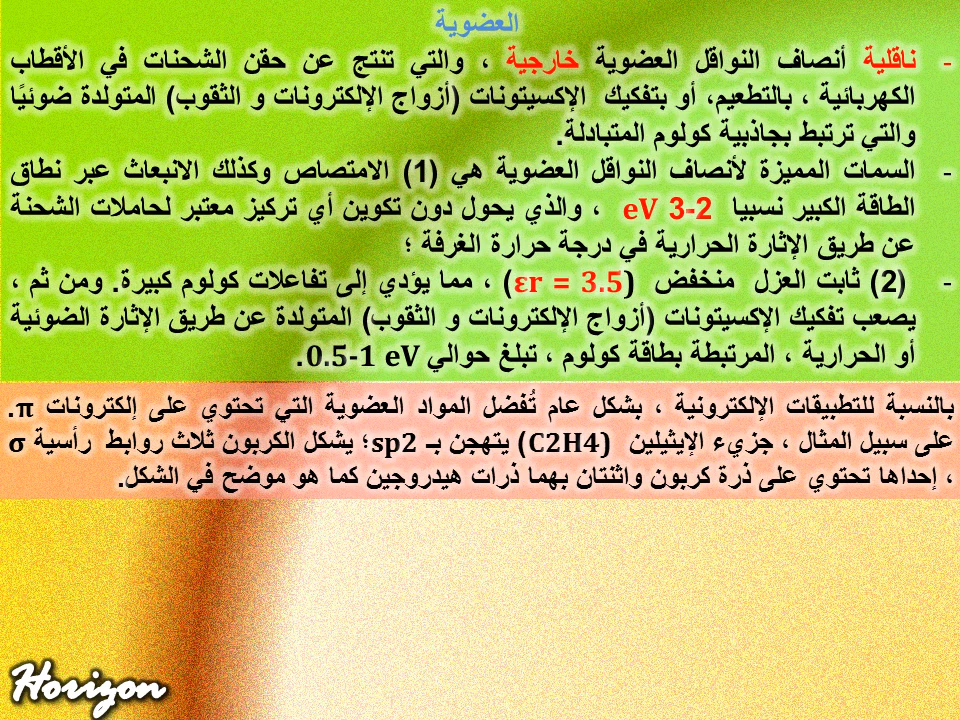 العضوية
- ناقلية أنصاف النواقل العضوية خارجية ، والتي تنتج عن حقن الشحنات في الأقطاب
الكهربائية ، بالتطعيم، أو بتفكيك الإكسيتونات (أزواج الإلكترونات و الثقوب) المتولدة ضوئيًا
والتي ترتبط بجاذبية كولوم المتبادلة.
- السمات المميزة لأنصاف النواقل العضوية هي (1) الامتصاص وكذلك الانبعاث عبر نطاق
الطاقة الكبير نسبيا 2-3 eV ، والذي يحول دون تكوين أي تركيز معتبر لحاملات الشحنة
عن طريق الإثارة الحرارية في درجة حرارة الغرفة ؛
- (2) ثابت العزل منخفض (εr = 3.5) ، مما يؤدي إلى تفاعلات كولوم كبيرة. ومن ثم ،
يصعب تفكيك الإكسيتونات (أزواج الإلكترونات و الثقوب) المتولدة عن طريق الإثارة الضوئية
أو الحرارية ، المرتبطة بطاقة كولوم ، تبلغ حوالي 0.5-1 eV.
بالنسبة للتطبيقات الإلكترونية ، بشكل عام تُفضل المواد العضوية التي تحتوي على إلكترونات π.
على سبيل المثال ، جزيء الإيثيلين (C2H4) يتهجن بـ sp2؛ يشكل الكربون ثلاث روابط رأسية σ
، إحداها تحتوي على ذرة كربون واثنتان بهما ذرات هيدروجين كما هو موضح في الشكل.
Horizon